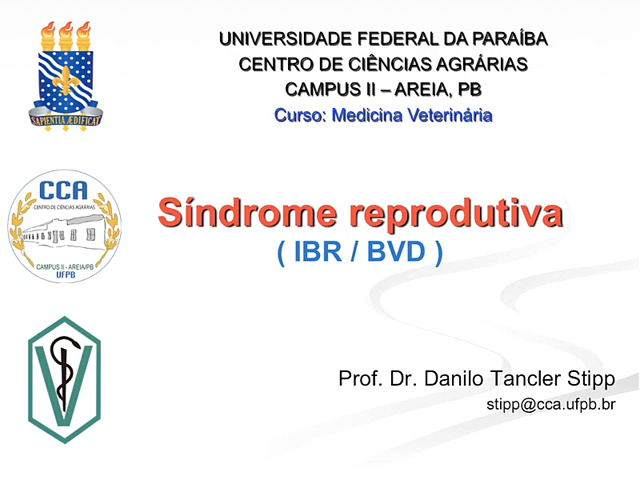 UNIVERSIDADE FEDERAL DA PARAÍBA
CENTRO DE CIÊNCIAS AGRÁRIAS
CAMPUS II – AREIA, PB
Curso: Medicina Veterinária
SAPIENTIA ÆDIFICAT
CCA
CENTRO DE CIÊNCIAS AGRÁRIAS
CAMPUS II - AREIA/PB
UFPB
Síndrome reprodutiva
( IBR / BVD )
V
Prof. Dr. Danilo Tancler Stipp
stipp@cca.ufpb.br